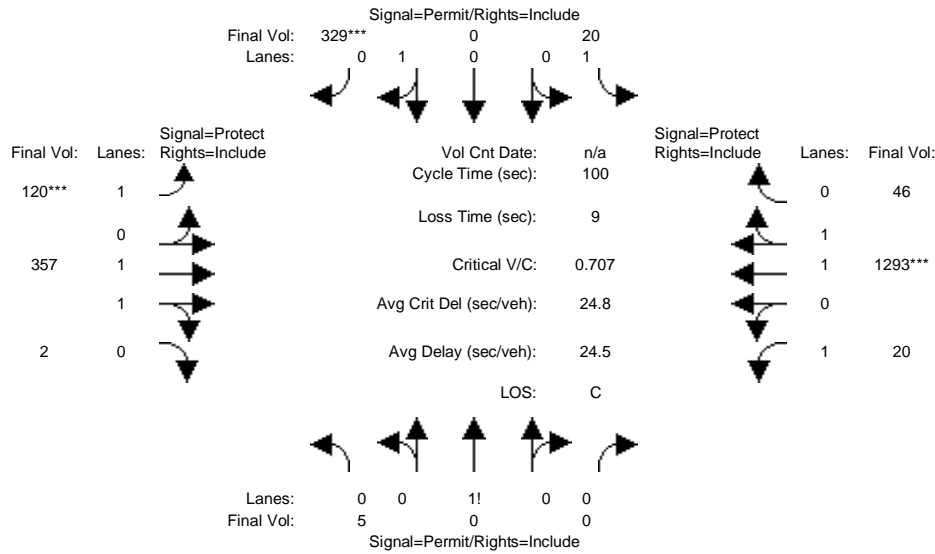 Signal=Permit/Rights=Include
Final Vol: 329*** 0 20
Lanes: 0 1 0 0 1
Signal=Protect Signal=Protect
Final Vol: Lanes: Rights=Include Vol Cnt Date: n/a Rights=Include Lanes: Final Vol:
Cycle Time (sec): 100
120*** 1 0 46
Loss Time (sec): 9
0 1
357 1 Critical V/C: 0.707 1 1293***
1 Avg Crit Del (sec/veh): 24.8 0
2 0 Avg Delay (sec/veh): 24.5 1 20
LOS: C
Lanes: 0 0 1! 0 0
Final Vol: 5 0 0
Signal=Permit/Rights=Include